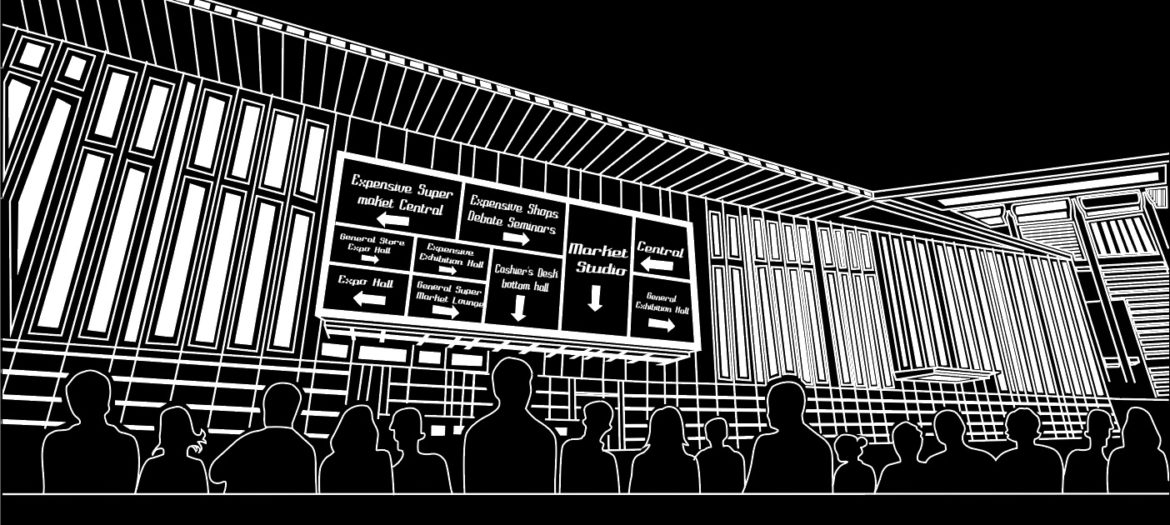 Expensive Super
maket Central
Expensive Shops
Debate Seminars
Market
Studio
Central
General Store
Expo Hall
Expensive
Exhibition Hall
Cashier's Desk
bottom hall
Expo Hall
General Super
Market Lounge
General
Exhibition Hall